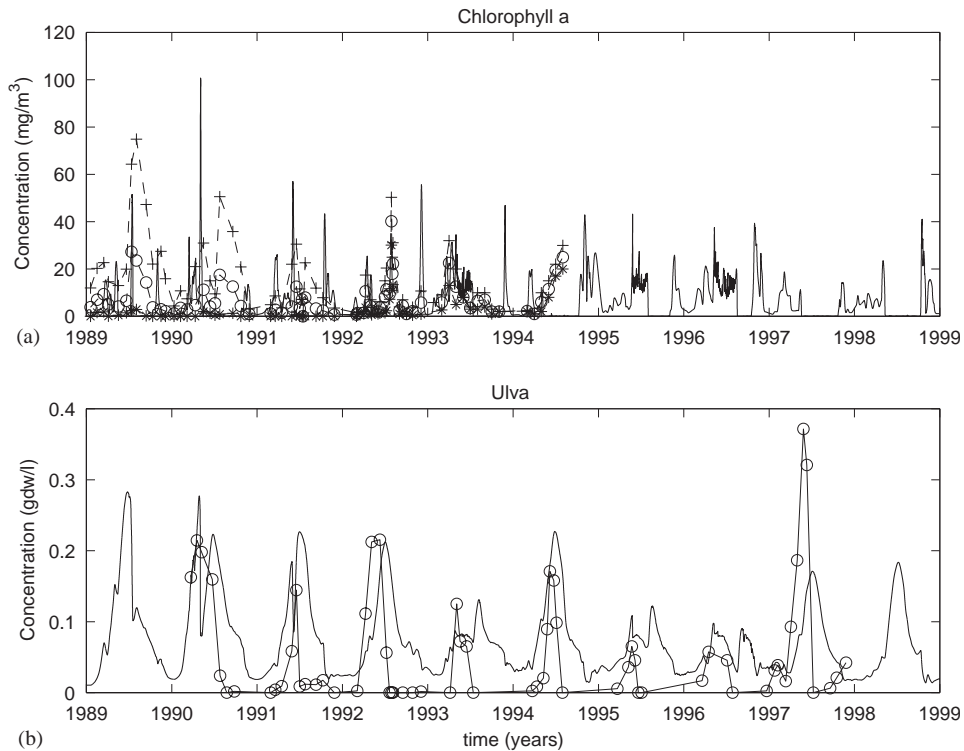 Chlorophyll a
Concentration (mg/m³)
120
100
80
60
40
20
0
1989 1990 1991 1992 1993 1994 1995 1996 1997 1998 1999
(a)
Ulva
Concentration (gdw/l)
0.4
0.3
0.2
0.1
0
1989 1990 1991 1992 1993 1994 1995 1996 1997 1998 1999
time (years)
(b)